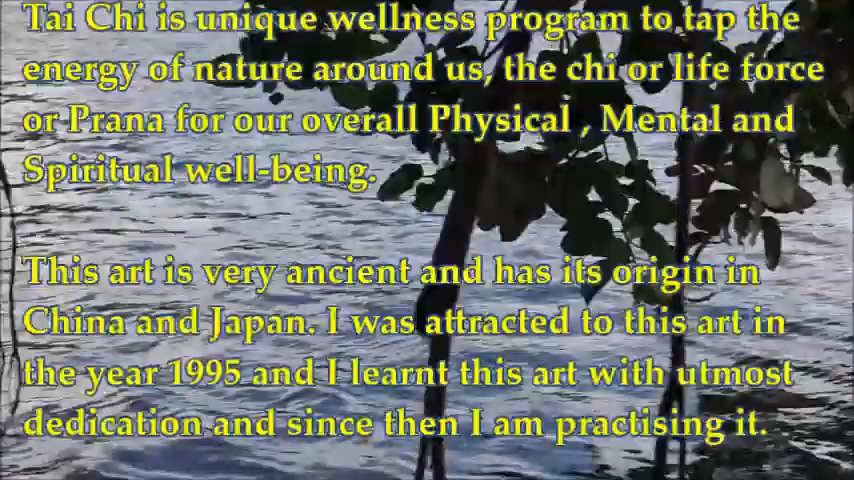 Tai Chi is unique wellness program to tap the
energy of nature around us, the chi or life force
or Prana for our overall Physical , Mental and
Spiritual well-being.
This art is very ancient and has its origin in
China and Japan. I was attracted to this art in
the year 1995 and I learnt this art with utmost
dedication and since then I am practising it.